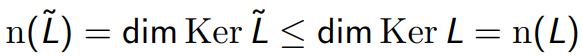 n(L̃) = dim Ker L̃ ≤ dim Ker L = n(L)